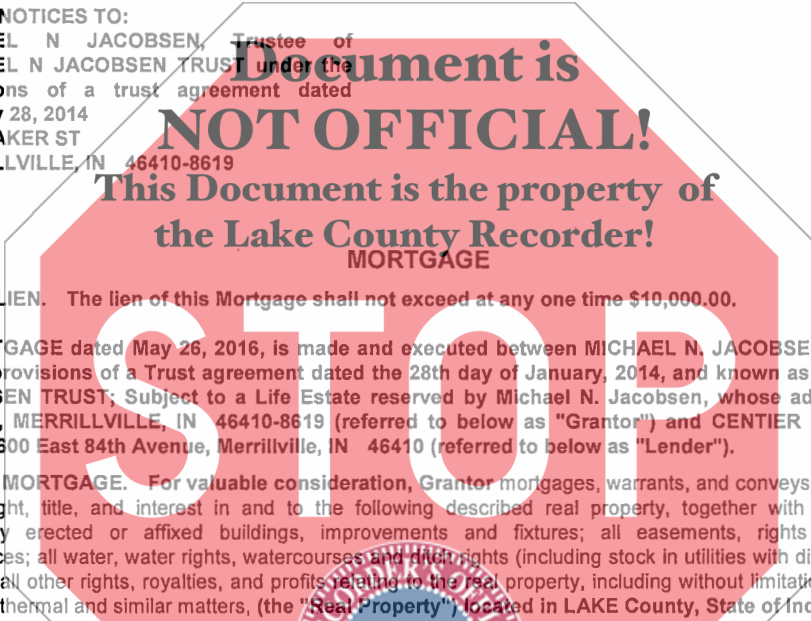 NOTICES TO:
EL N JACOBSEN, Trustee of
EL N JACOBSEN TRUST under the
ons of a trust agreement dated
28, 2014
AKER ST
LLVILLE, IN 46410-8619
Document is
NOT OFFICIAL!
This Document is the property of
the Lake County Recorder!
MORTGAGE
LIEN. The lien of this Mortgage shall not exceed at any one time $10,000.00.
TGAGE dated May 26, 2016, is made and executed between MICHAEL N. JACOBSE
provisions of a Trust agreement dated the 28th day of January, 2014, and known as
SEN TRUST; Subject to a Life Estate reserved by Michael N. Jacobsen, whose ad
, MERRILLVILLE, IN 46410-8619 (referred to below as "Grantor") and CENTIER
600 East 84th Avenue, Merrillville, IN 46410 (referred to below as "Lender").
STOP
MORTGAGE. For valuable consideration, Grantor mortgages, warrants, and conveys
ght, title, and interest in and to the following described real property, together with
y erected or affixed buildings, improvements and fixtures; all easements, rights
ces; all water, water rights, watercourses and ditch rights (including stock in utilities with di
all other rights, royalties, and profits relating to the real property, including without limitati
thermal and similar matters, (the "Real Property") located in LAKE County, State of Ind